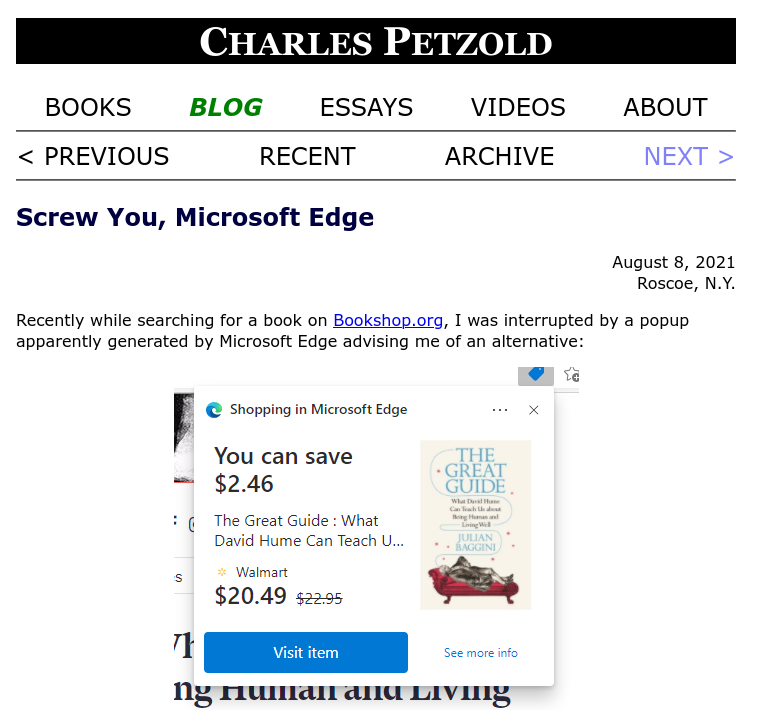 CHARLES PETZOLD
BOOKS BLOG ESSAYS VIDEOS ABOUT
< PREVIOUS RECENT ARCHIVE NEXT >
Screw You, Microsoft Edge
August 8, 2021
Roscoe, N.Y.
Recently while searching for a book on Bookshop.org, I was interrupted by a popup
apparently generated by Microsoft Edge advising me of an alternative:
Shopping in Microsoft Edge
You can save
$2.46
The Great Guide : What
David Hume Can Teach U...
Walmart
$20.49 $22.95
THE
GREAT
GUIDE
What David Hume
Can Teach Us about
Being Human and
Living Well
JULIAN
BAGGINI
Visit item
See more info
ng Human and Living